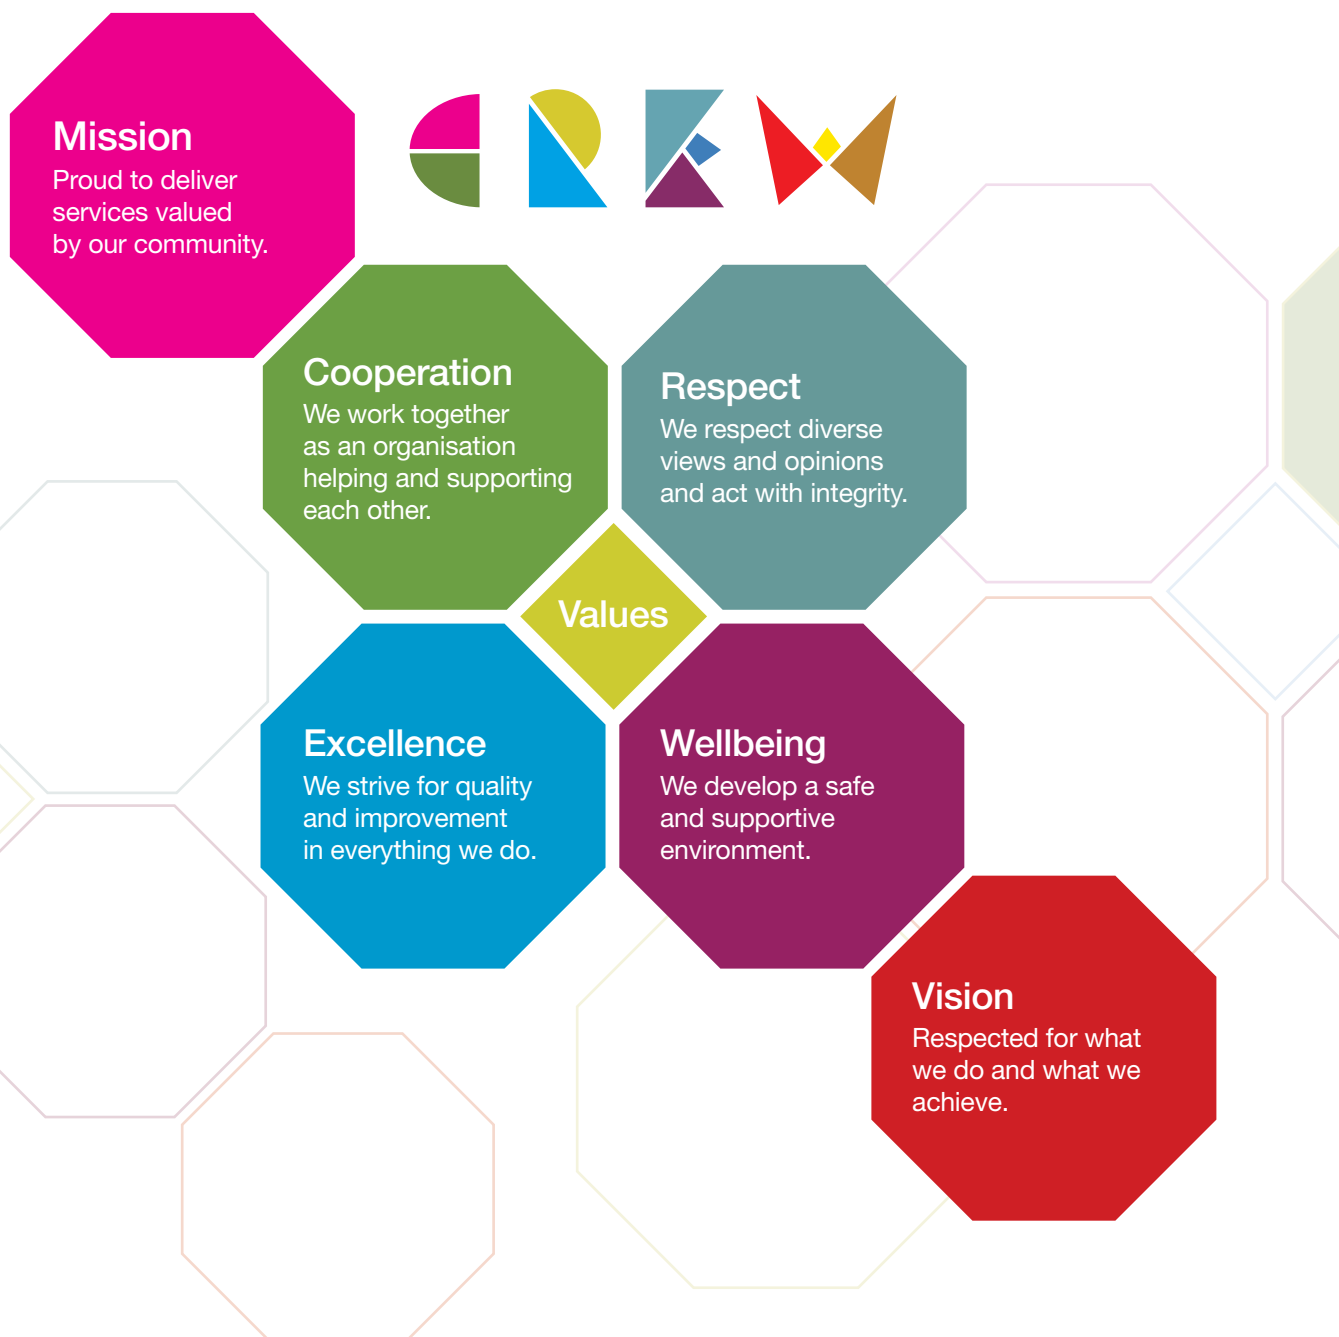 Mission
Proud to deliver
services valued
by our community.
CREW
Cooperation
We work together
as an organisation
helping and supporting
each other.
Respect
We respect diverse
views and opinions
and act with integrity.
Values
Excellence
We strive for quality
and improvement
in everything we do.
Wellbeing
We develop a safe
and supportive
environment.
Vision
Respected for what
we do and what we
achieve.